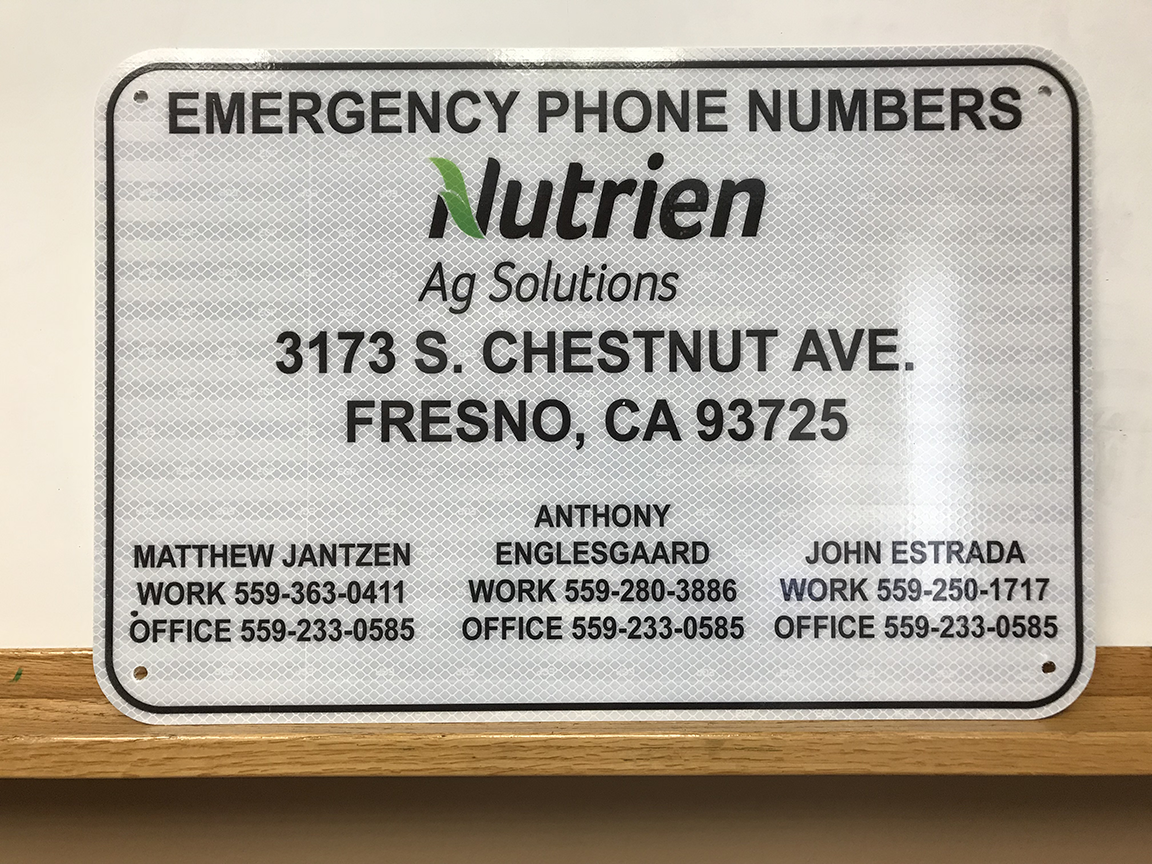 EMERGENCY PHONE NUMBERS
Nutrien
Ag Solutions
3173 S. CHESTNUT AVE.
FRESNO, CA 93725
MATTHEW JANTZEN
WORK 559-363-0411
OFFICE 559-233-0585
ANTHONY
ENGLESGAARD
WORK 559-280-3886
OFFICE 559-233-0585
JOHN ESTRADA
WORK 559-250-1717
OFFICE 559-233-0585